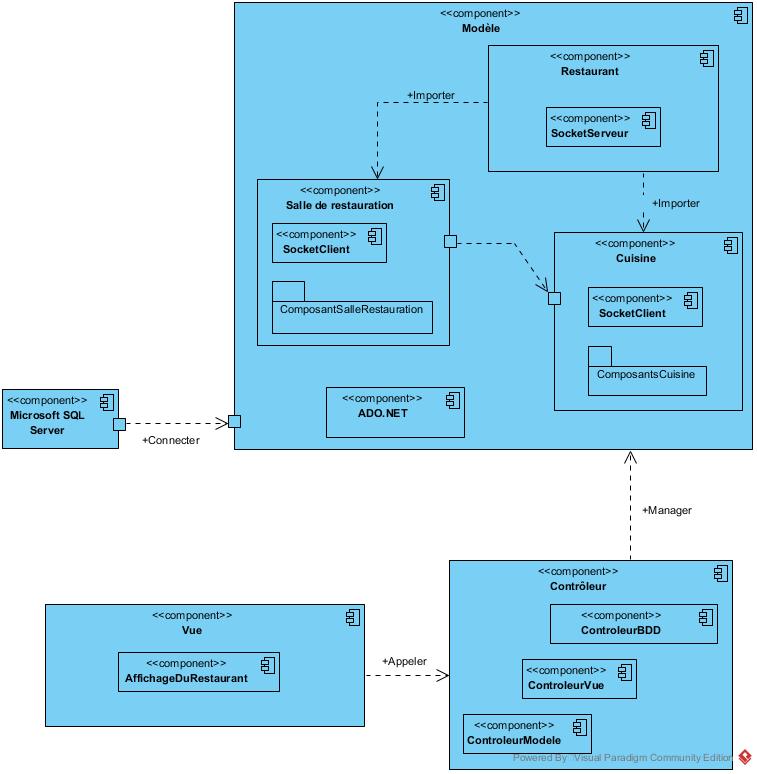 <<component>>
Modèle
<<component>>
Restaurant
<<component>>
SocketServeur
+Importer
+Importer
<<component>>
Salle de restauration
<<component>>
SocketClient
ComposantSalleRestauration
<<component>>
Cuisine
<<component>>
SocketClient
ComposantsCuisine
<<component>>
ADO.NET
<<component>>
Microsoft SQL
Server
+Connecter
+Manager
<<component>>
Contrôleur
<<component>>
ControleurBDD
<<component>>
ControleurVue
<<component>>
ControleurModele
<<component>>
Vue
<<component>>
AffichageDuRestaurant
+Appeler
Powered By Visual Paradigm Community Edition